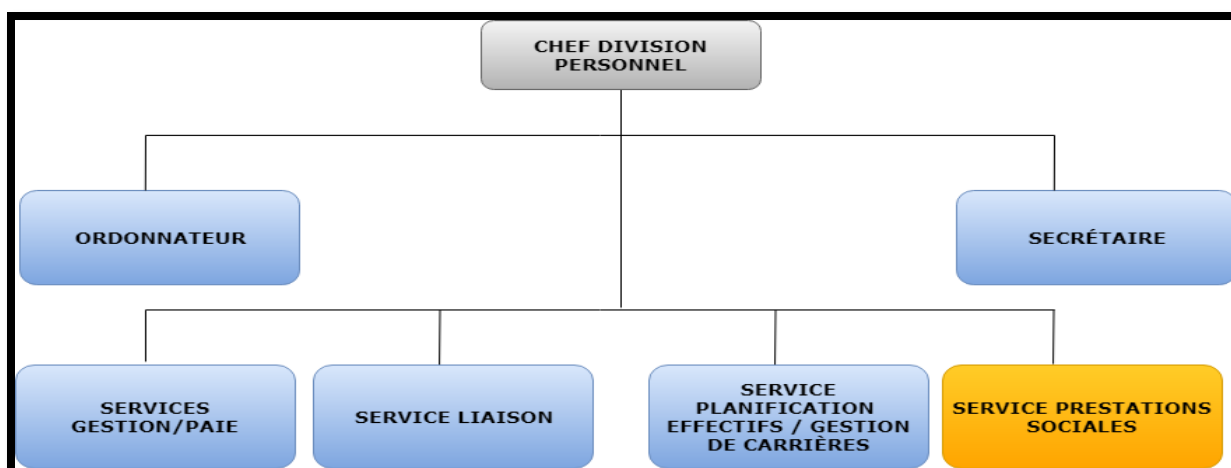 CHEF DIVISION
PERSONNEL
ORDONNATEUR
SECRÉTAIRE
SERVICES
GESTION/PAIE
SERVICE LIAISON
SERVICE
PLANIFICATION
EFFECTIFS / GESTION
DE CARRIÈRES
SERVICE PRESTATIONS
SOCIALES